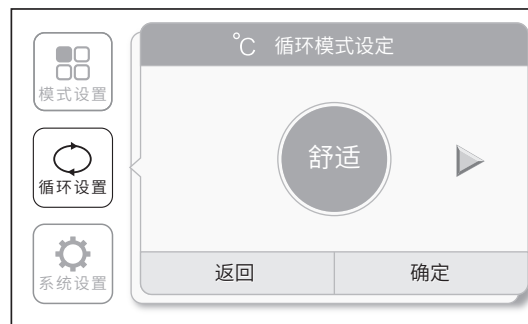 模式设置
循环设置
系统设置
℃ 循环模式设定
舒适
返回
确定